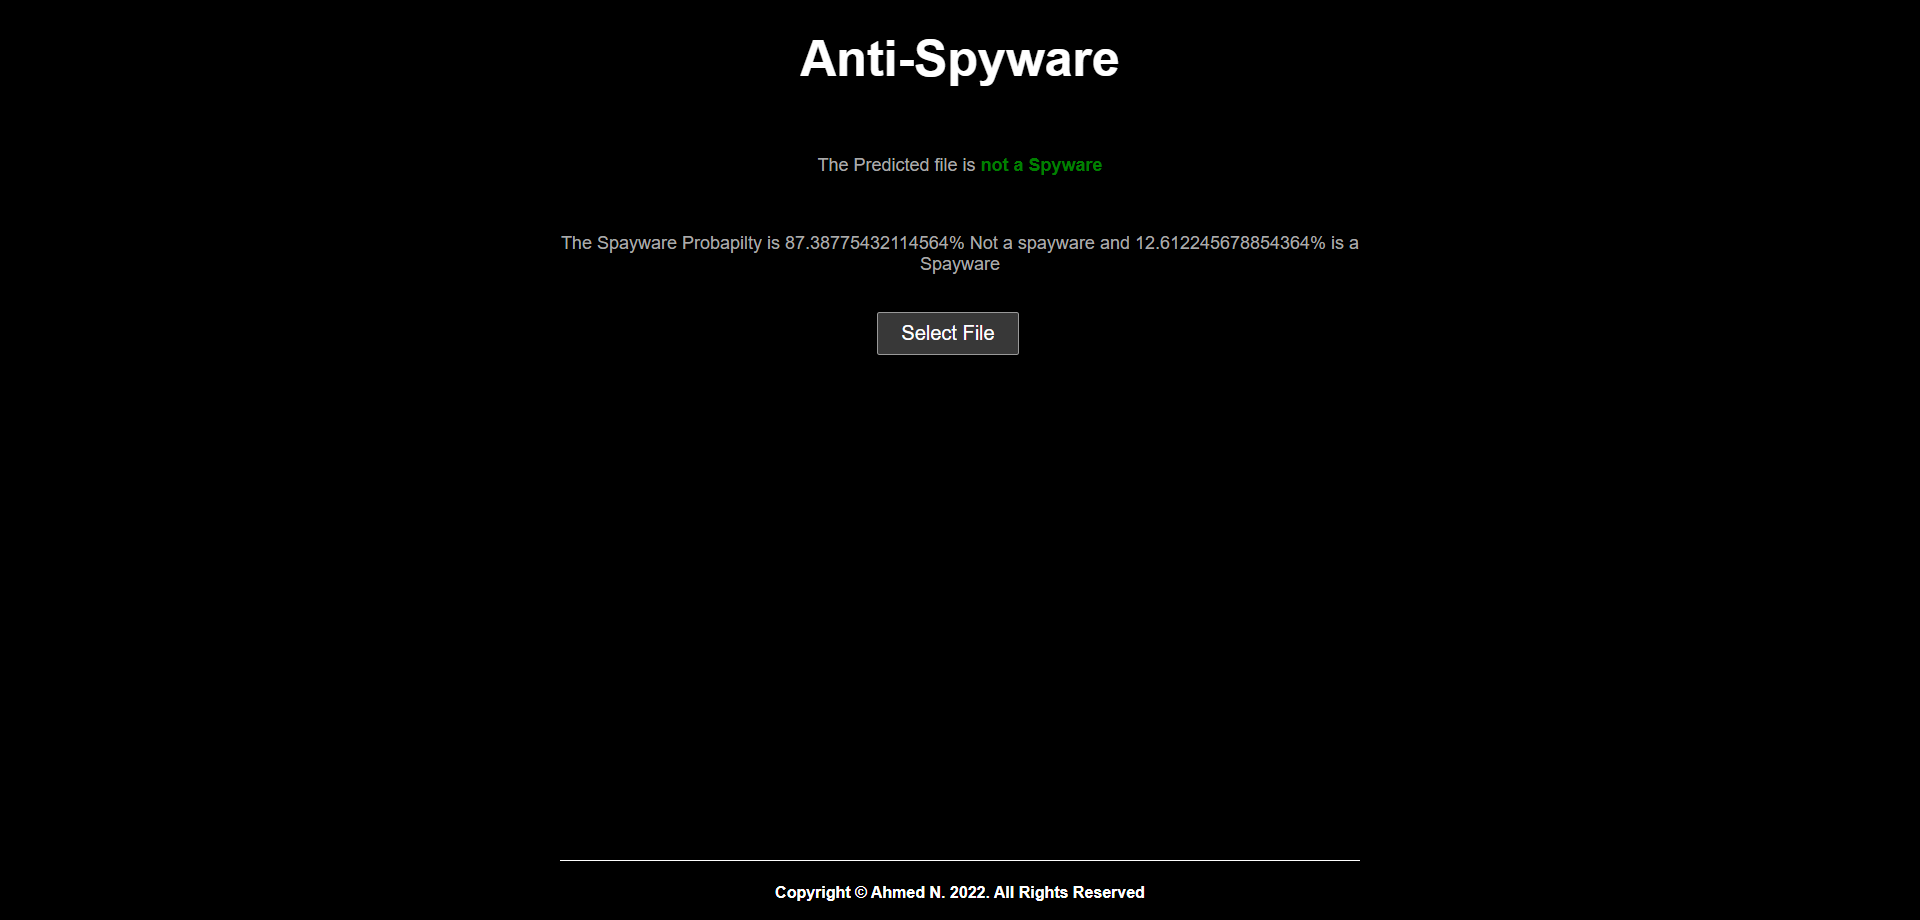 Anti-Spyware
The Predicted file is not a Spyware
The Spayware Probapilty is 87.38775432114564% Not a spayware and 12.612245678854364% is a
Spayware
Select File
Copyright © Ahmed N. 2022. All Rights Reserved